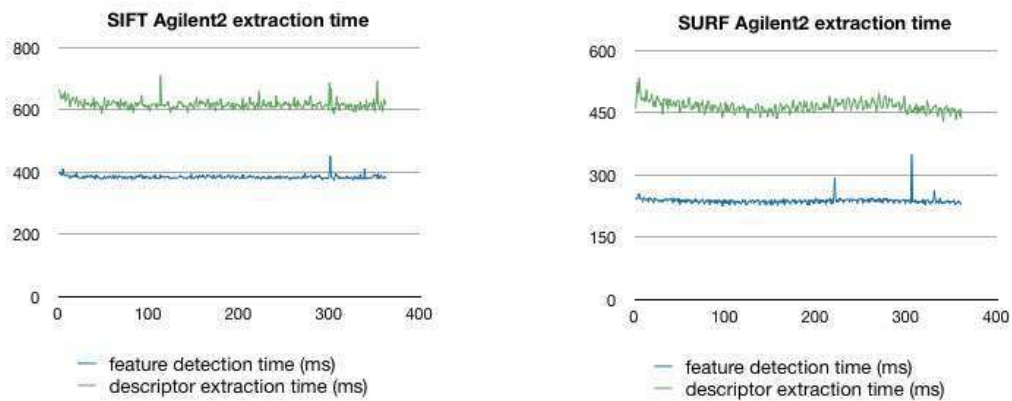 SIFT Agilent2 extraction time
800
600
400
200
0
0 100 200 300 400
feature detection time (ms)
descriptor extraction time (ms)
SURF Agilent2 extraction time
600
450
300
150
0
0 100 200 300 400
feature detection time (ms)
descriptor extraction time (ms)